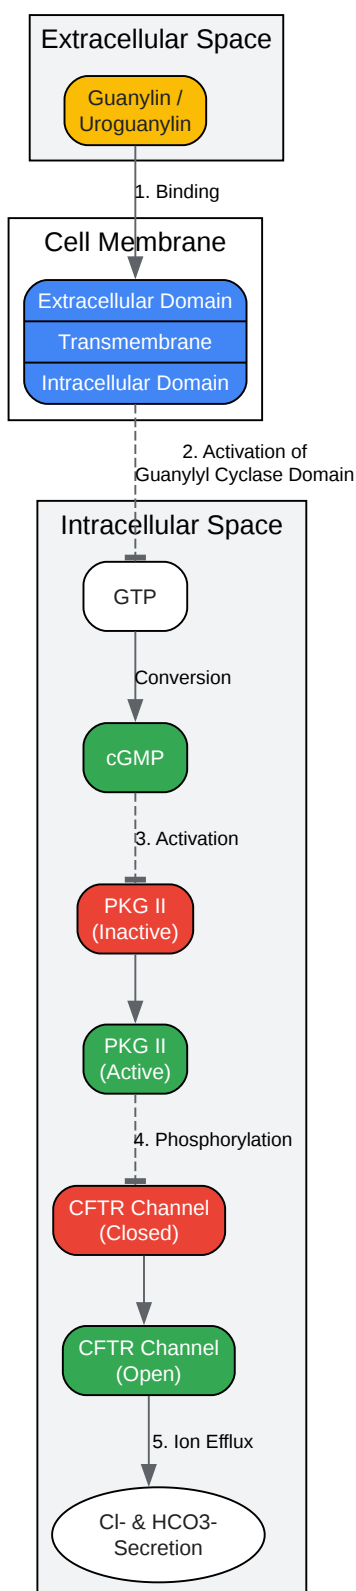 Extracellular Space
Guanylin /
Uroguanylin
1. Binding
Cell Membrane
Extracellular Domain
Transmembrane
Intracellular Domain
2. Activation of
Guanylyl Cyclase Domain
Intracellular Space
GTP
Conversion
cGMP
3. Activation
PKG II
(Inactive)
PKG II
(Active)
4. Phosphorylation
CFTR Channel
(Closed)
CFTR Channel
(Open)
5. Ion Efflux
Cl- & HCO3-
Secretion